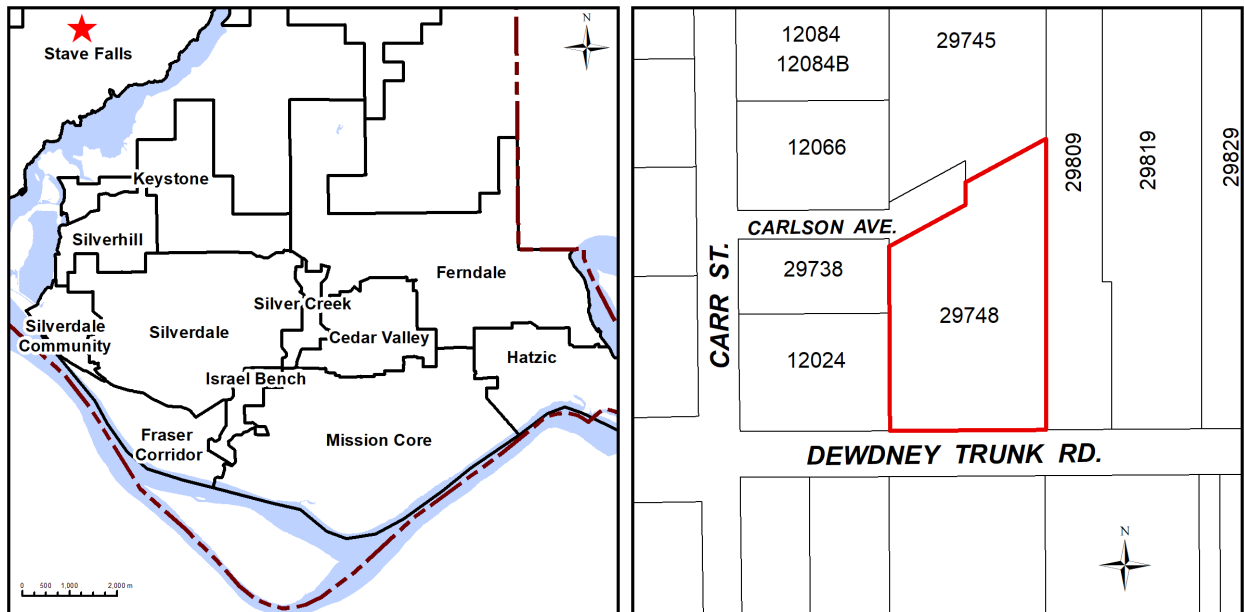 N
Stave Falls
Keystone
Silverhill
Ferndale
Silver Creek
Silverdale
Community
Silverdale
Cedar Valley
Hatzic
Israel Bench
Fraser
Corridor
Mission Core
0 500 1,000 2,000 m
12084
12084B
29745
12066
29809
29819
29829
CARLSON AVE.
CARR ST.
29738
29748
12024
DEWDNEY TRUNK RD.
N